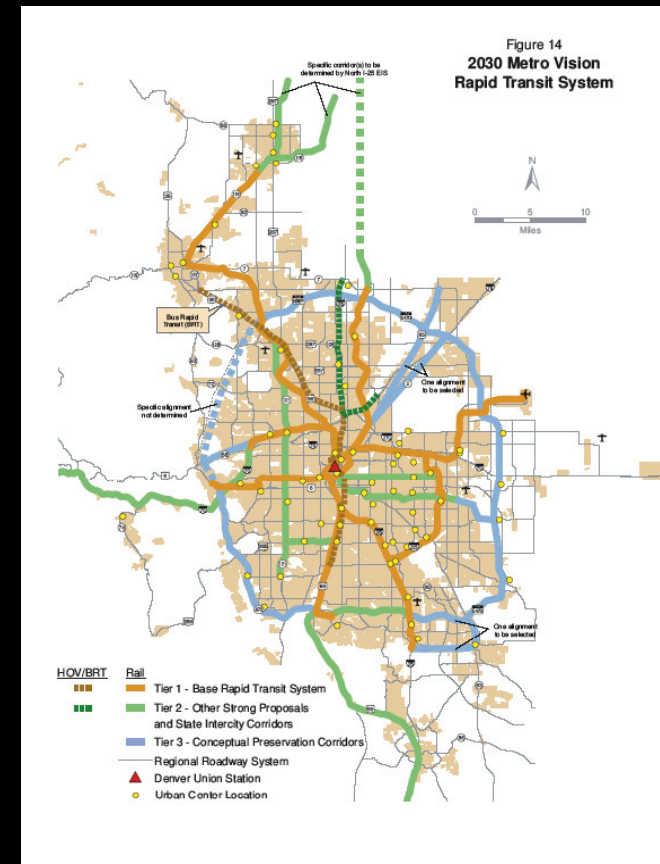 Figure 14
2030 Metro Vision
Rapid Transit System
Specific corridor(s) to be
determined by North I-25 EIS
N
0 5 10
Miles
Bus Rapid
Transit (BRT)
One alignment
to be selected
Specific alignment
not determined
One alignment
to be selected
HOV/BRT Rail
Tier 1 - Base Rapid Transit System
Tier 2 - Other Strong Proposals
and State Intercity Corridors
Tier 3 - Conceptual Preservation Corridors
Regional Roadway System
Denver Union Station
Urban Center Location